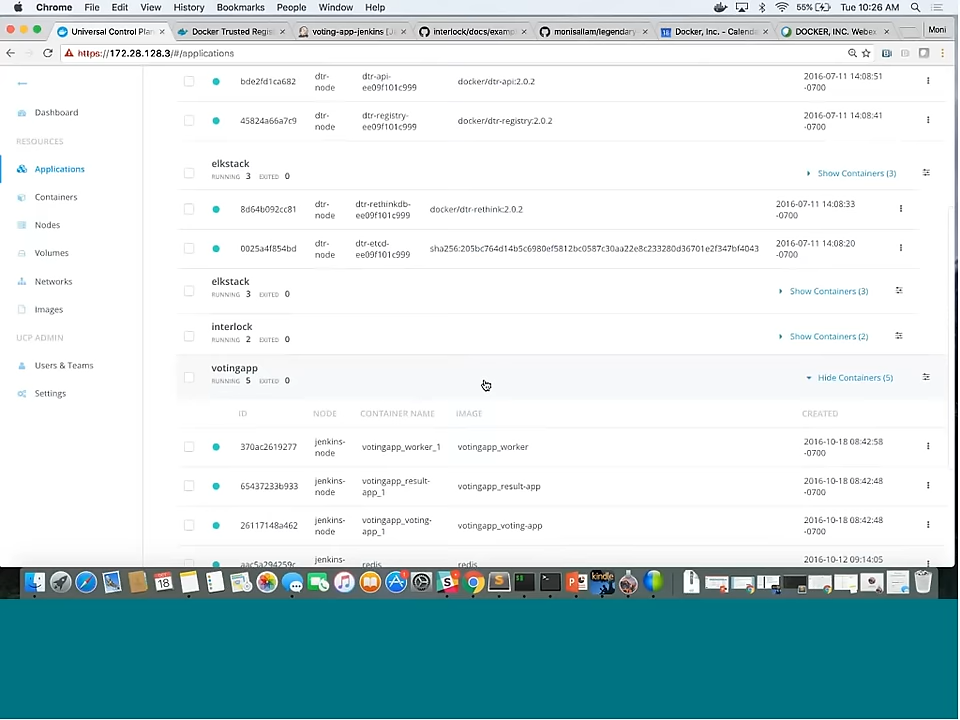 Chrome File Edit View History Bookmarks People Window Help 55% Tue 10:26 AM
Universal Control Plan × Docker Trusted Regis × voting-app-jenkins [J × interlock/docs/examp × monisallam/legendary × Docker, Inc. - Calenda × DOCKER, INC. Webex × Moni
https://172.28.128.3/#/applications
Dashboard
RESOURCES
Applications
Containers
Nodes
Volumes
Networks
Images
UCP ADMIN
Users & Teams
Settings
bde2fd1ca682 dtr-node dtr-api-ee09f101c999 docker/dtr-api:2.0.2 2016-07-11 14:08:51 -0700
45824a66a7c9 dtr-node dtr-registry-ee09f101c999 docker/dtr-registry:2.0.2 2016-07-11 14:08:41 -0700
elkstack
RUNNING 3 EXITED 0 Show Containers (3)
8d64b092cc81 dtr-node dtr-rethinkdb-ee09f101c999 docker/dtr-rethink:2.0.2 2016-07-11 14:08:33 -0700
0025a4f854bd dtr-node dtr-etcd-ee09f101c999 sha256:205bc764d14b5c6980ef5812bc0587c30aa22e8c233280d36701e2f347bf4043 2016-07-11 14:08:20 -0700
elkstack
RUNNING 3 EXITED 0 Show Containers (3)
interlock
RUNNING 2 EXITED 0 Show Containers (2)
votingapp
RUNNING 5 EXITED 0 Hide Containers (5)
ID NODE CONTAINER NAME IMAGE CREATED
370ac2619277 jenkins-node votingapp_worker_1 votingapp_worker 2016-10-18 08:42:58 -0700
65437233b933 jenkins-node votingapp_result-app_1 votingapp_result-app 2016-10-18 08:42:48 -0700
26117148a462 jenkins-node votingapp_voting-app_1 votingapp_voting-app 2016-10-18 08:42:48 -0700
aac5a294259c jenkins- redis redis 2016-10-12 09:14:05
18
kindle